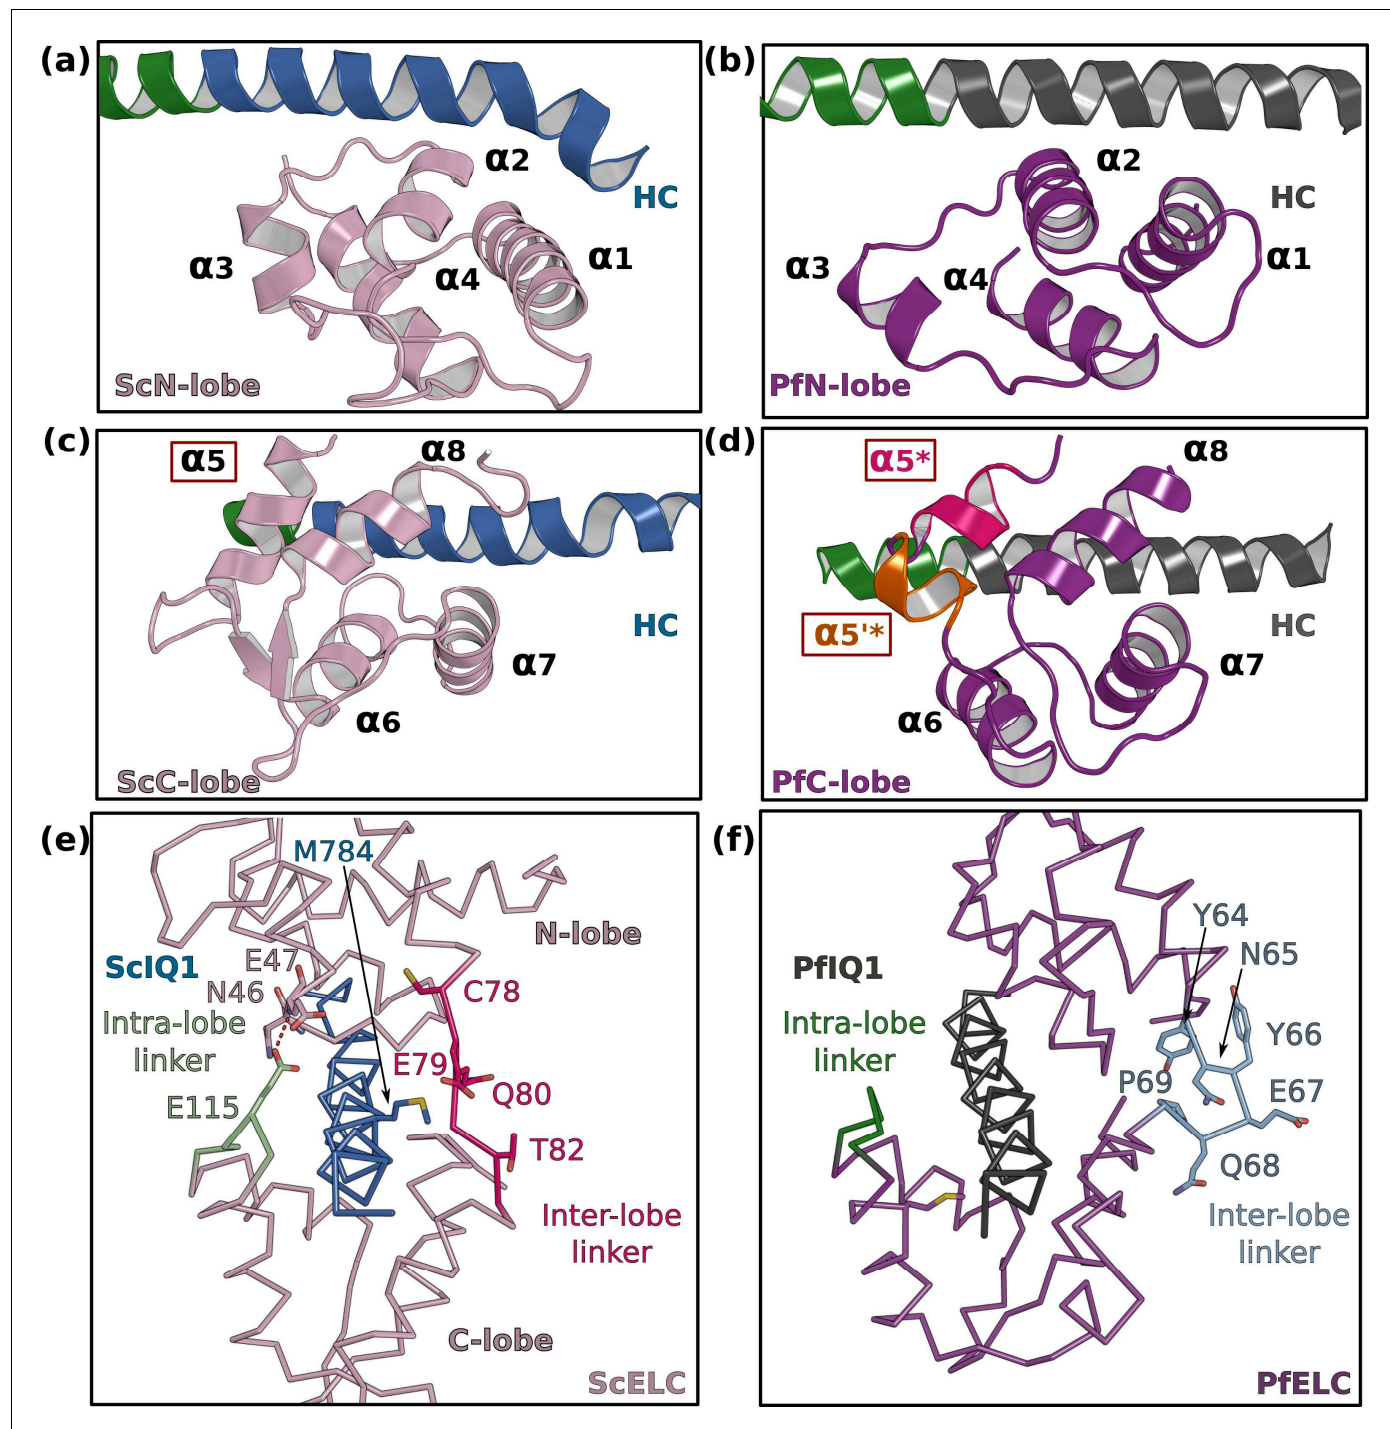 (a)
α2
HC
α3
α4
α1
ScN-lobe
(b)
α2
HC
α3
α4
α1
PfN-lobe
(c)
α5
α8
HC
α7
α6
ScC-lobe
(d)
α5*
α8
α5'*
HC
α7
α6
PfC-lobe
(e)
M784
N-lobe
ScIQ1
E47
N46
C78
Intra-lobe
linker
E79
Q80
E115
T82
Inter-lobe
linker
C-lobe
ScELC
(f)
Y64
N65
PfIQ1
Intra-lobe
linker
Y66
P69
E67
Q68
Inter-lobe
linker
PfELC